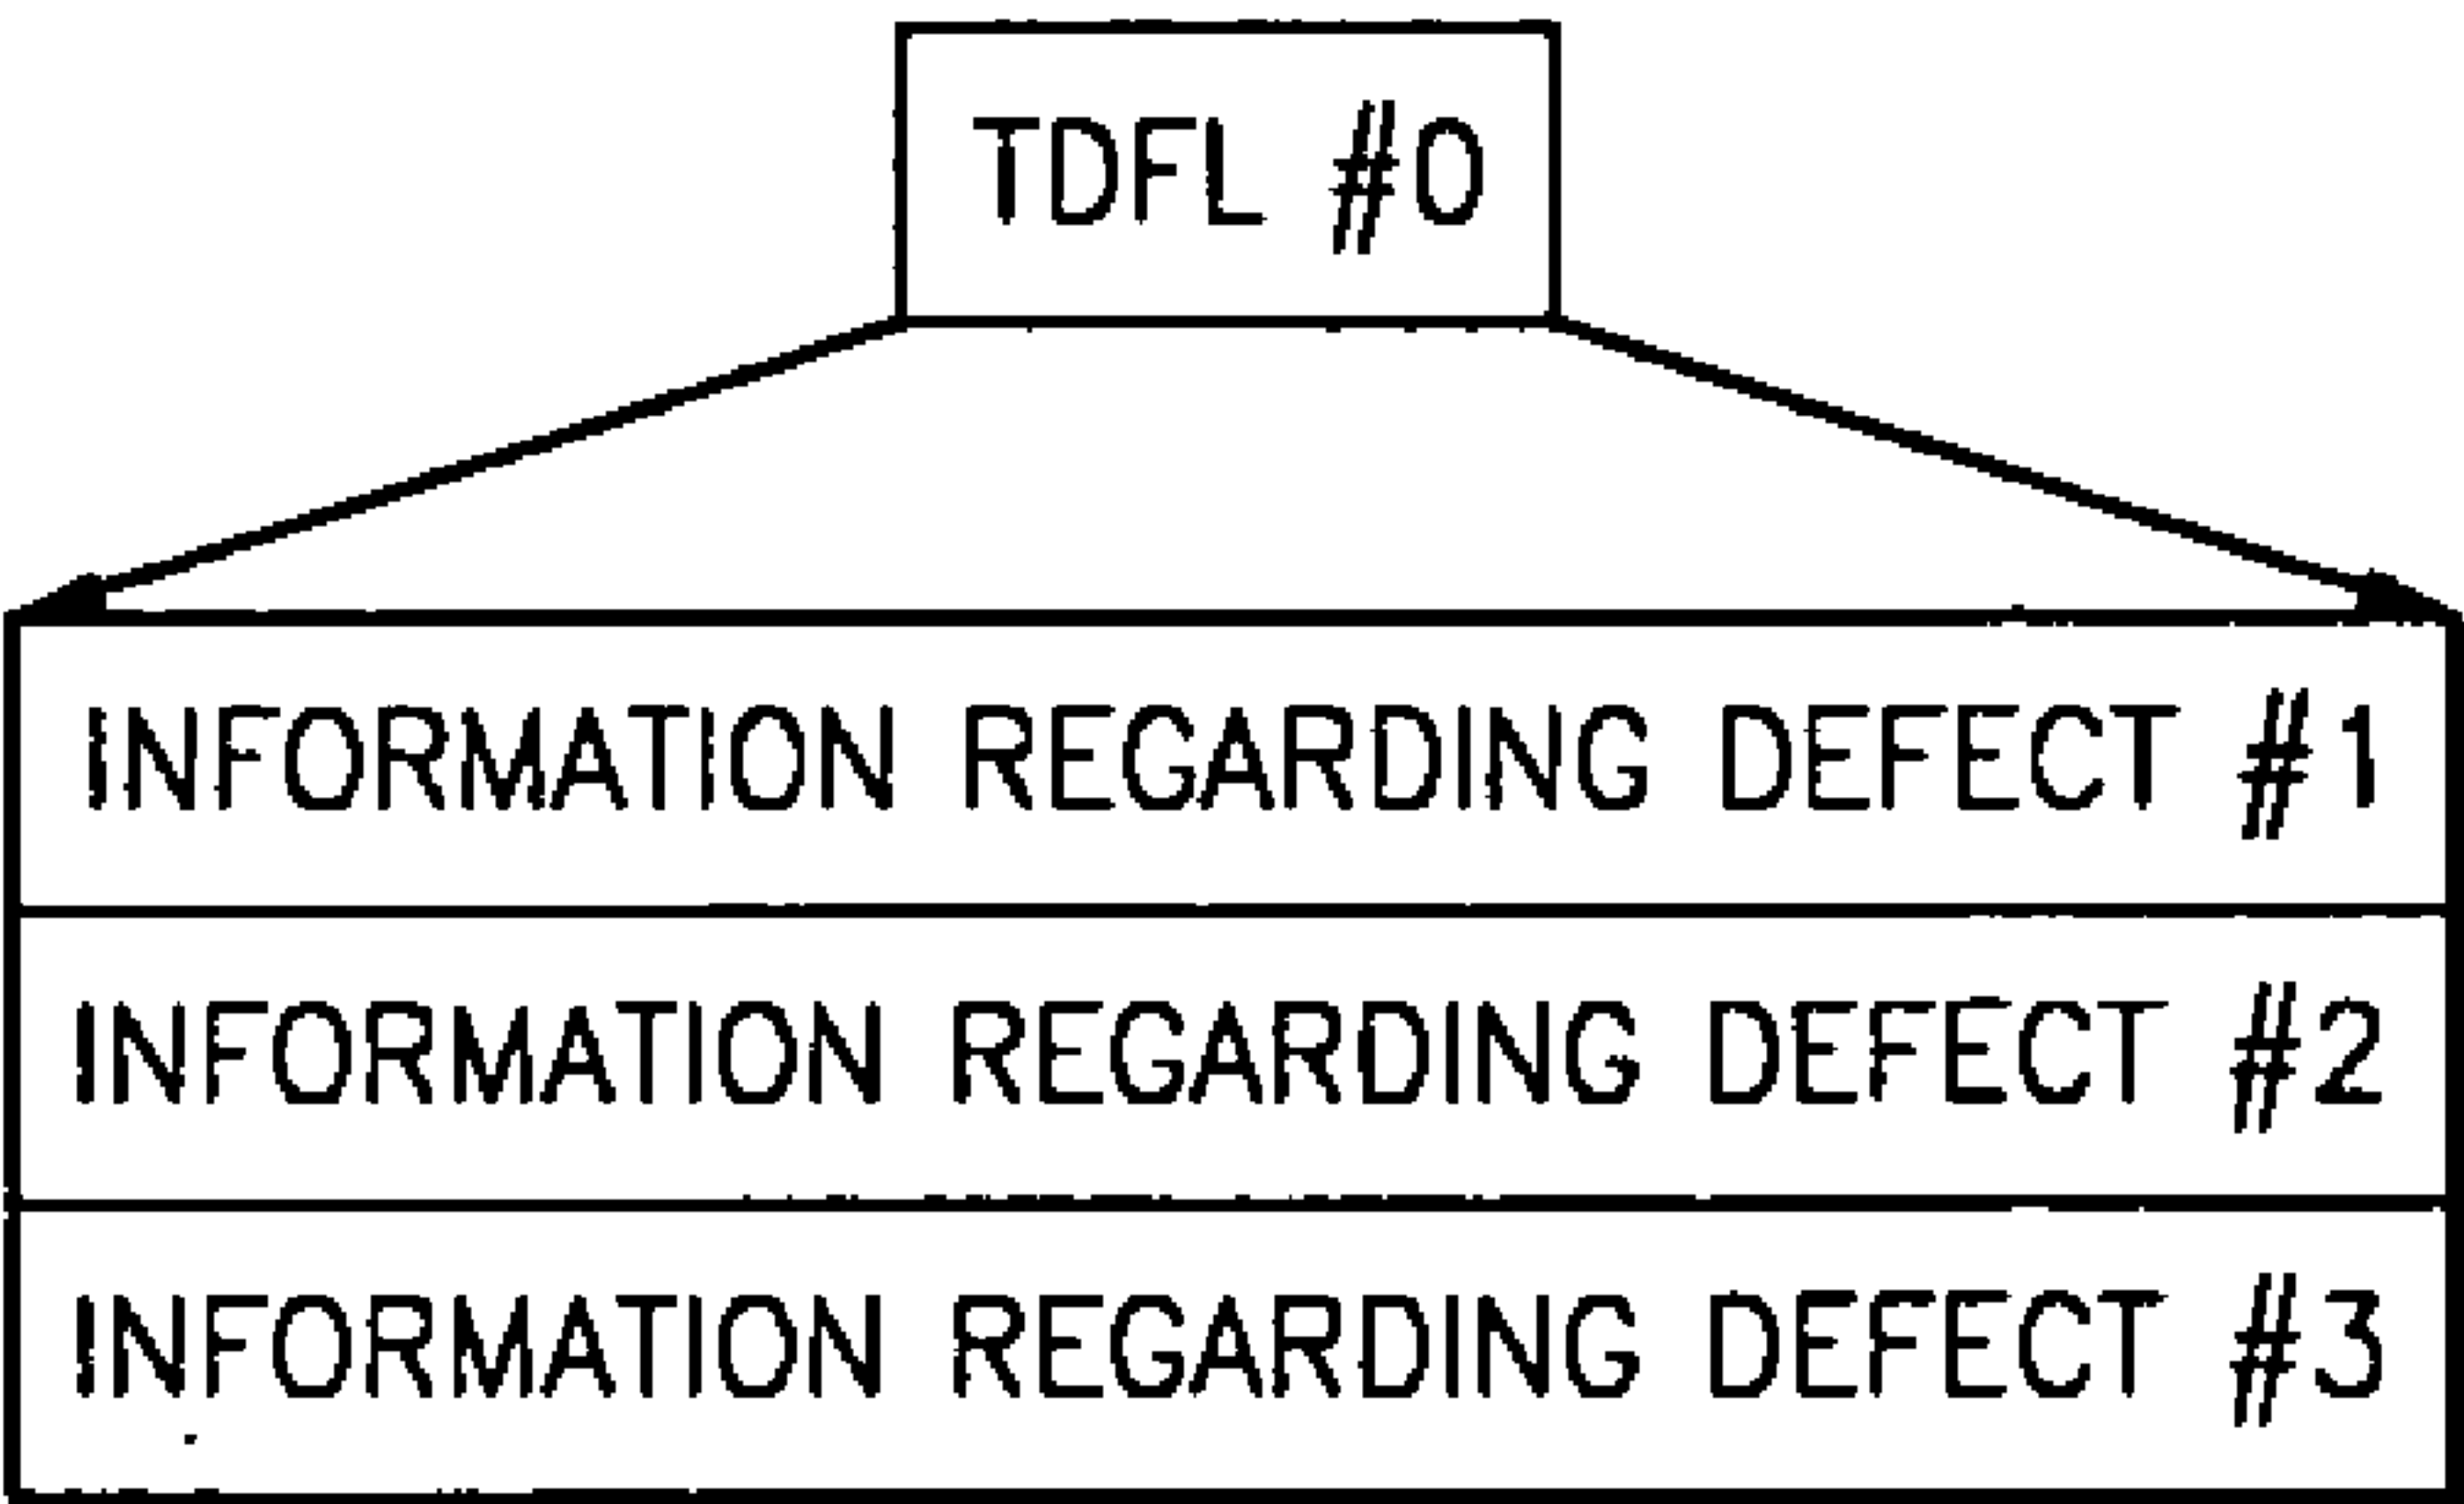 TDFL #0
INFORMATION REGARDING DEFECT #1
INFORMATION REGARDING DEFECT #2
INFORMATION REGARDING DEFECT #3